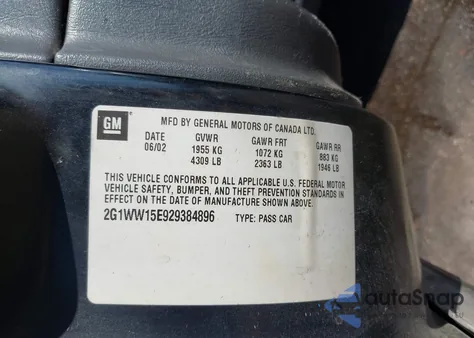 GM
MFD BY GENERAL MOTORS OF CANADA LTD.
DATE GVWR GAWR FRT GAWR RR
06/02 1955 KG 1072 KG 883 KG
4309 LB 2363 LB 1946 LB
THIS VEHICLE CONFORMS TO ALL APPLICABLE U.S. FEDERAL MOTOR
VEHICLE SAFETY, BUMPER, AND THEFT PREVENTION STANDARDS IN
EFFECT ON THE DATE OF MANUFACTURE SHOWN ABOVE.
2G1WW15E929384896 TYPE: PASS CAR
autoSnap